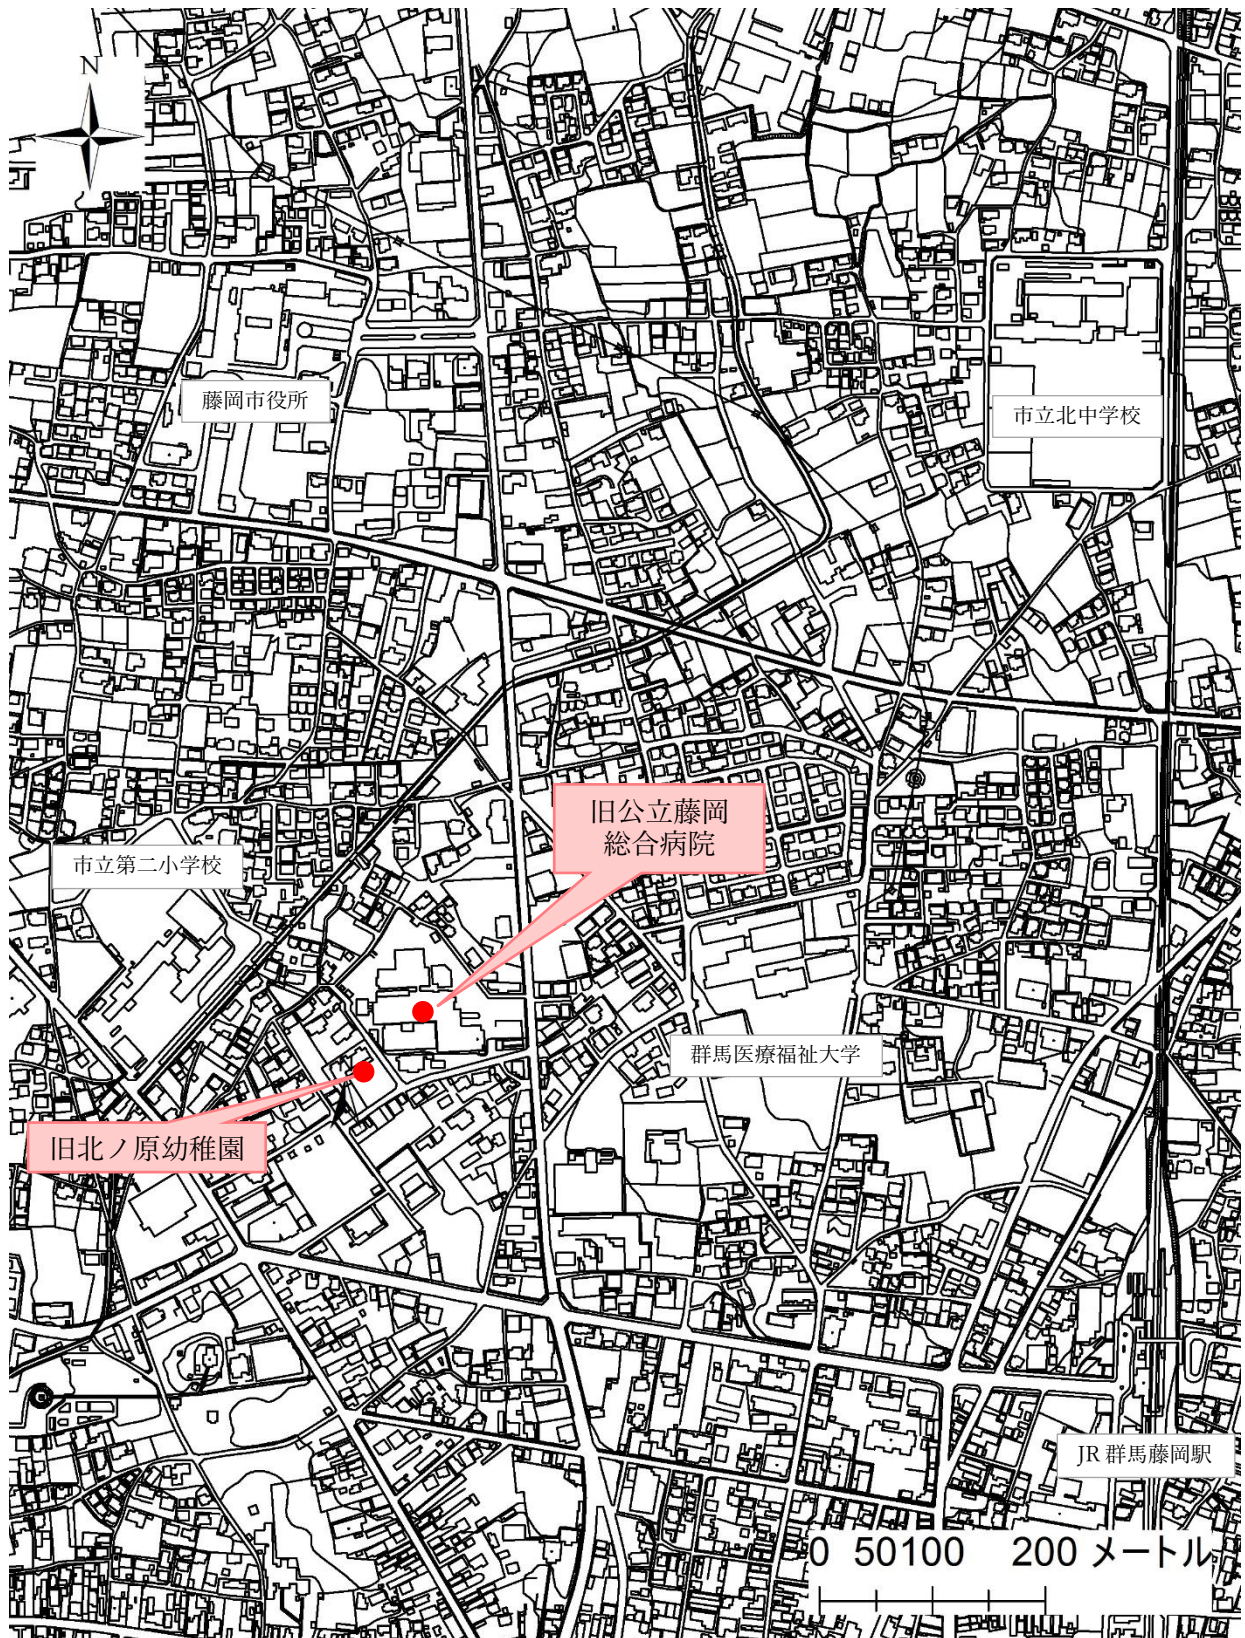 N
藤岡市役所
市立北中学校
旧公立藤岡
総合病院
市立第二小学校
群馬医療福祉大学
旧北ノ原幼稚園
JR 群馬藤岡駅
0 50 100 200 メートル